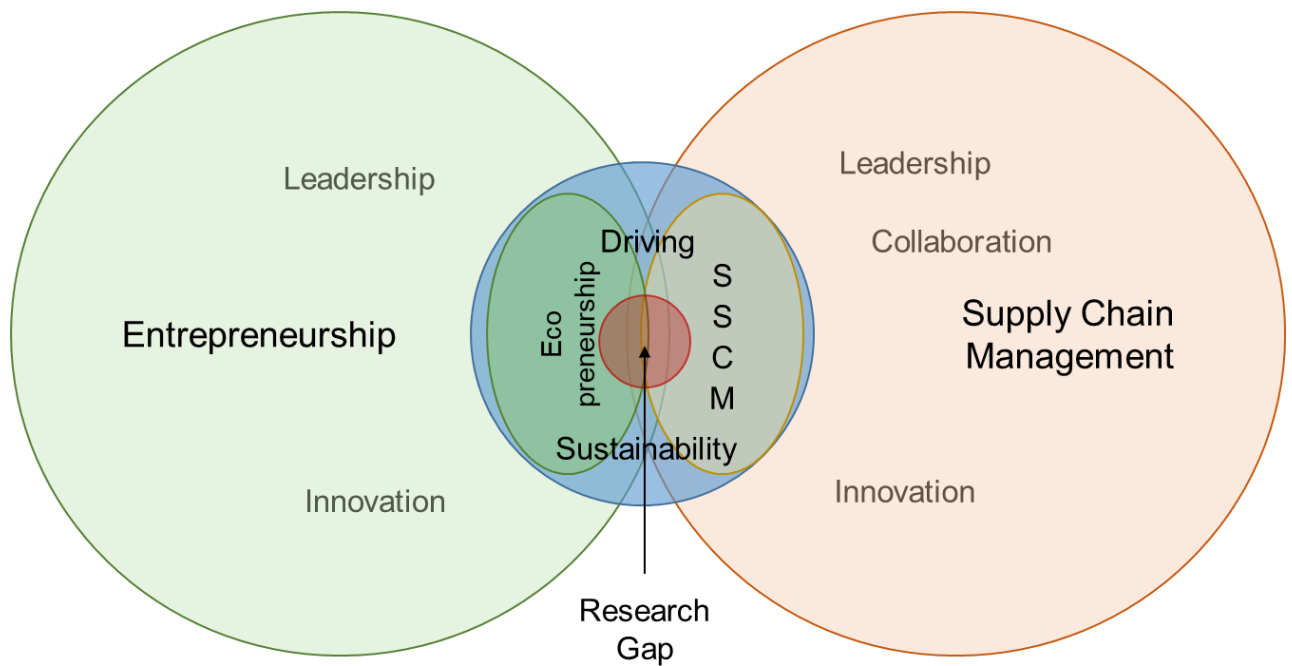 Leadership
Innovation
Entrepreneurship
Driving
Sustainability
Eco
preneurship
S
S
C
M
Research
Gap
Leadership
Collaboration
Supply Chain
Management
Innovation